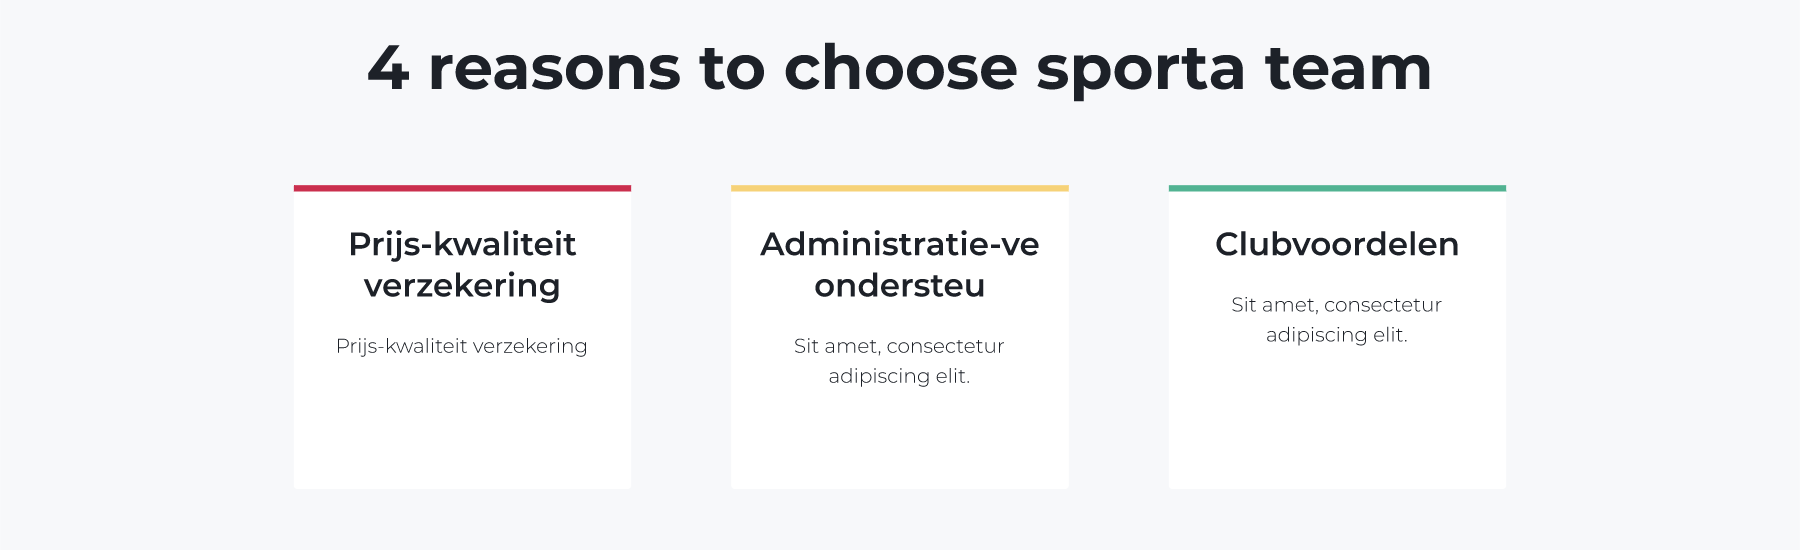 4 reasons to choose sporta team
Prijs-kwaliteit
verzekering
Prijs-kwaliteit verzekering
Administratie-ve
ondersteu
Sit amet, consectetur
adipiscing elit.
Clubvoordelen
Sit amet, consectetur
adipiscing elit.